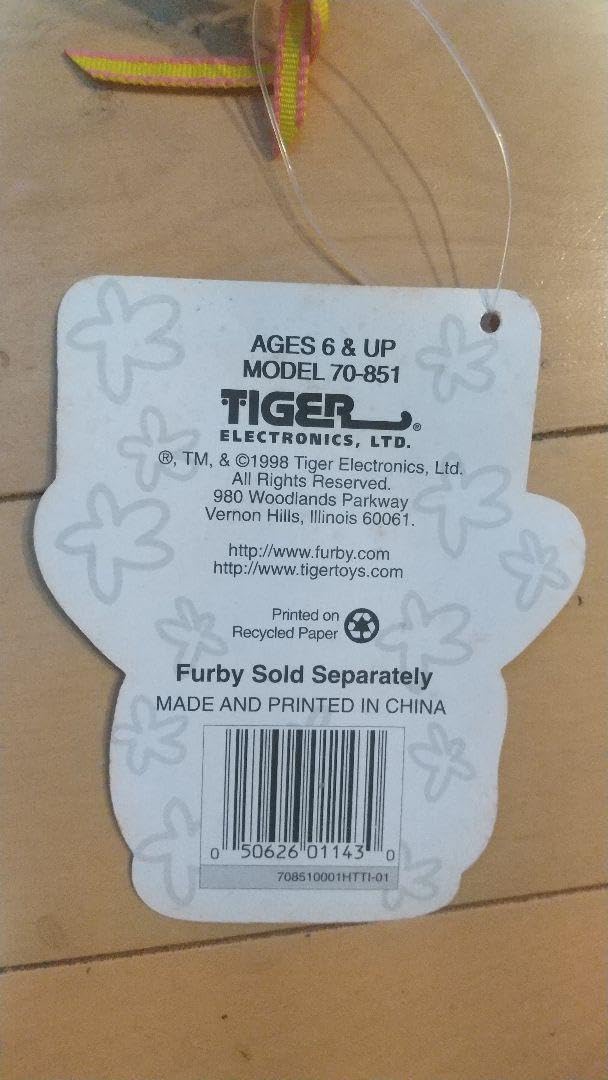 AGES 6 & UP
MODEL 70-851
TIGER®
ELECTRONICS, LTD.
®, TM, & ©1998 Tiger Electronics, Ltd.
All Rights Reserved.
980 Woodlands Parkway
Vernon Hills, Illinois 60061.
http://www.furby.com
http://www.tigertoys.com
Printed on
Recycled Paper
Furby Sold Separately
MADE AND PRINTED IN CHINA
0 50626 01143 0
708510001HTTI-01